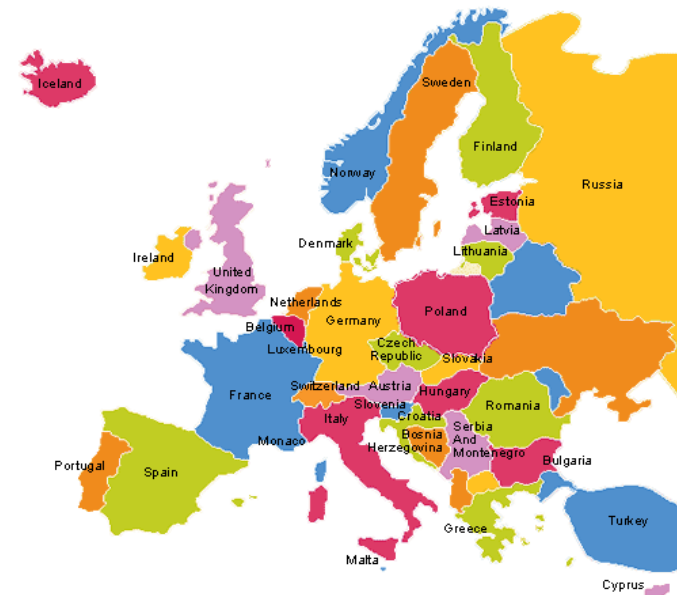 Iceland
Sweden
Finland
Norway
Russia
Estonia
Latvia
Denmark
Lithuania
Ireland
United
Kingdom
Netherlands
Poland
Germany
Belgium
Czech
Republic
Luxembourg
Slovakia
Switzerland
Austria
Hungary
France
Slovenia
Romania
Italy
Croatia
Serbia
And
Montenegro
Bosnia
Herzegovina
Monaco
Bulgaria
Portugal
Spain
Turkey
Greece
Malta
Cyprus